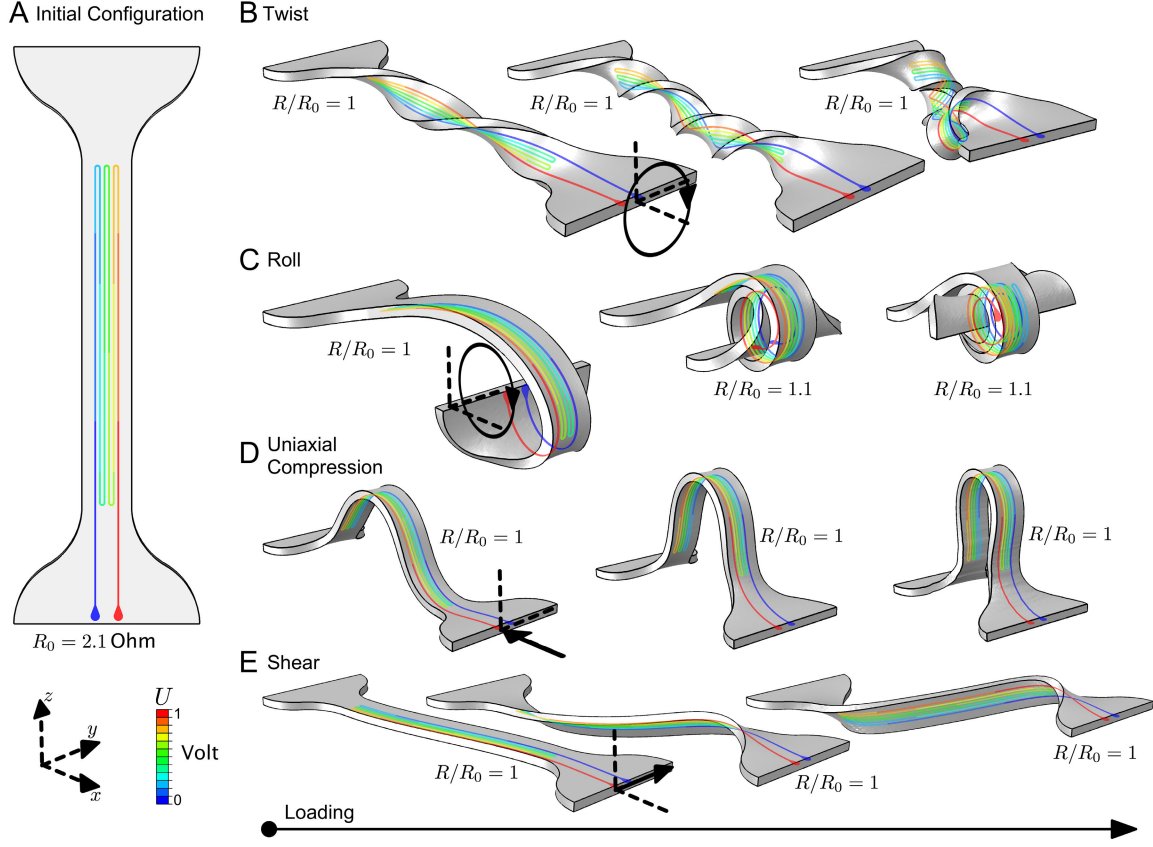 A Initial Configuration
R₀ = 2.1 Ohm
z
y
x
U
1
Volt
0
B Twist
R/R₀ = 1
R/R₀ = 1
R/R₀ = 1
C Roll
R/R₀ = 1
R/R₀ = 1.1
R/R₀ = 1.1
D Uniaxial
Compression
R/R₀ = 1
R/R₀ = 1
R/R₀ = 1
E Shear
R/R₀ = 1
R/R₀ = 1
R/R₀ = 1
Loading